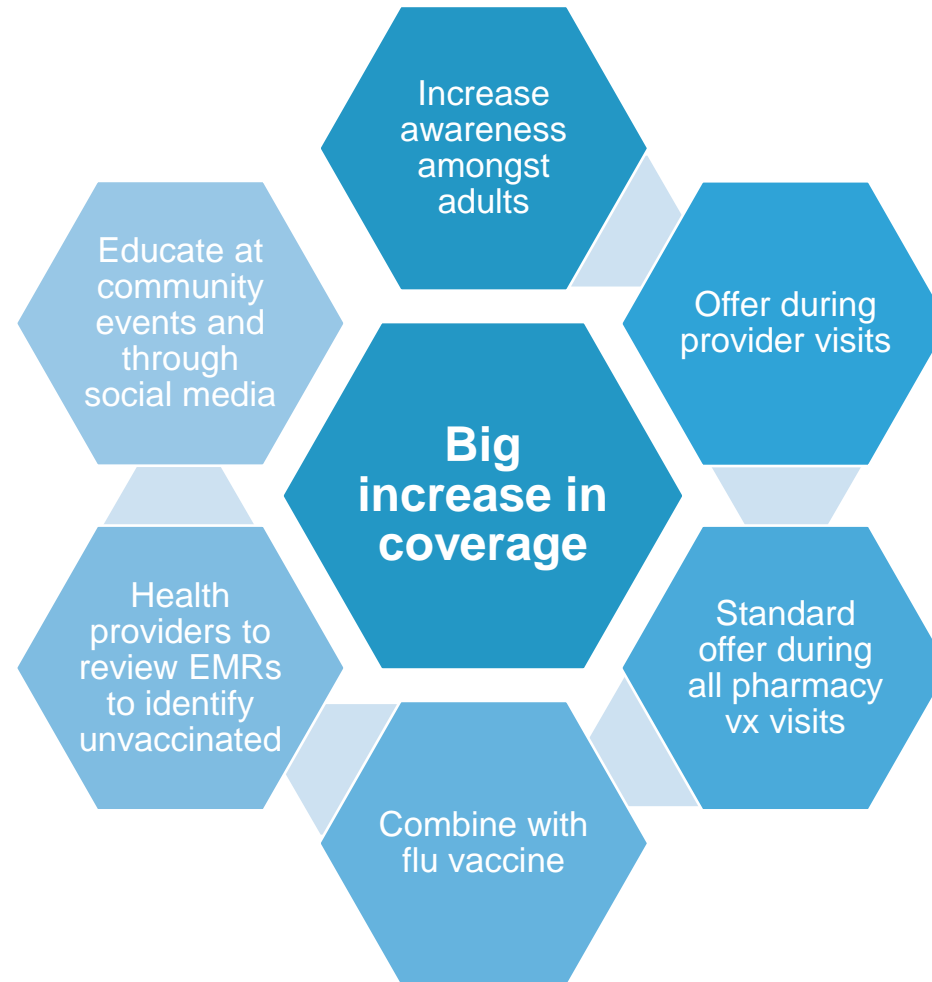 Increase
awareness
amongst
adults
Offer during
provider visits
Standard
offer during
all pharmacy
vx visits
Combine with
flu vaccine
Health
providers to
review EMRs
to identify
unvaccinated
Educate at
community
events and
through
social media
Big
increase in
coverage